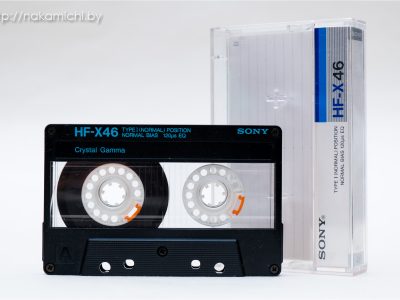 http://nakamichi.by
HF-X46
TYPE I (NORMAL) POSITION
NORMAL BIAS 120μs EQ
SONY
Crystal Gamma
A
HF-X46
TYPE I (NORMAL) POSITION
NORMAL BIAS 120μs EQ
SONY